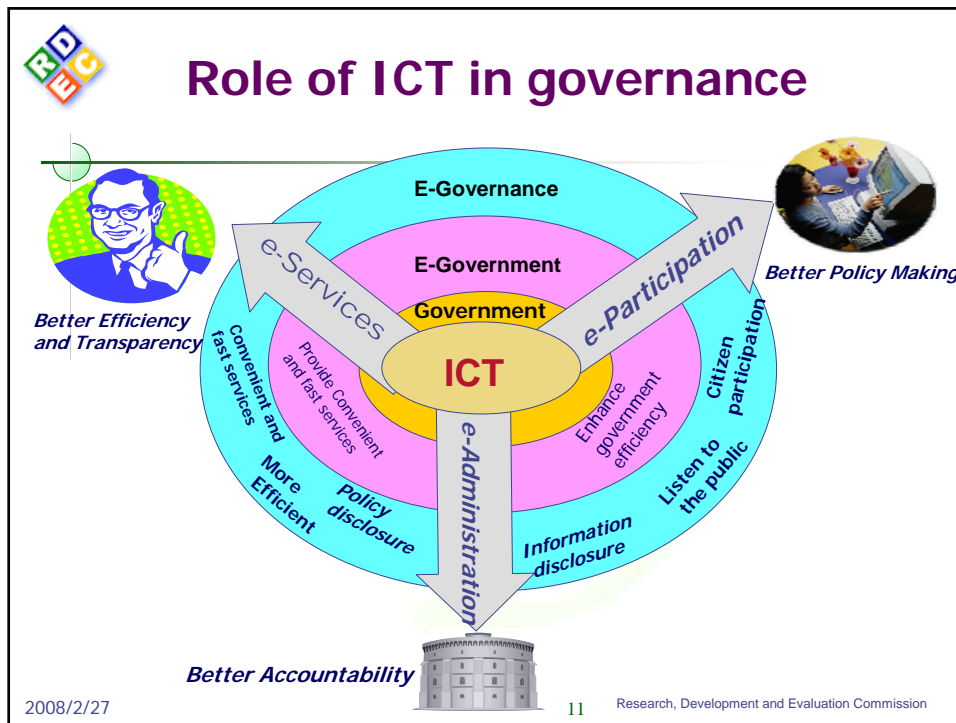 R D E C
Role of ICT in governance
E-Governance
E-Government
Government
ICT
e-Services
e-Participation
e-Administration
Better Efficiency
and Transparency
Better Policy Making
Convenient and
fast services
Provide Convenient
and fast services
Enhance
government
efficiency
Citizen
participation
Listen to
the public
More
Efficient
Policy
disclosure
Information
disclosure
Better Accountability
2008/2/27
11
Research, Development and Evaluation Commission